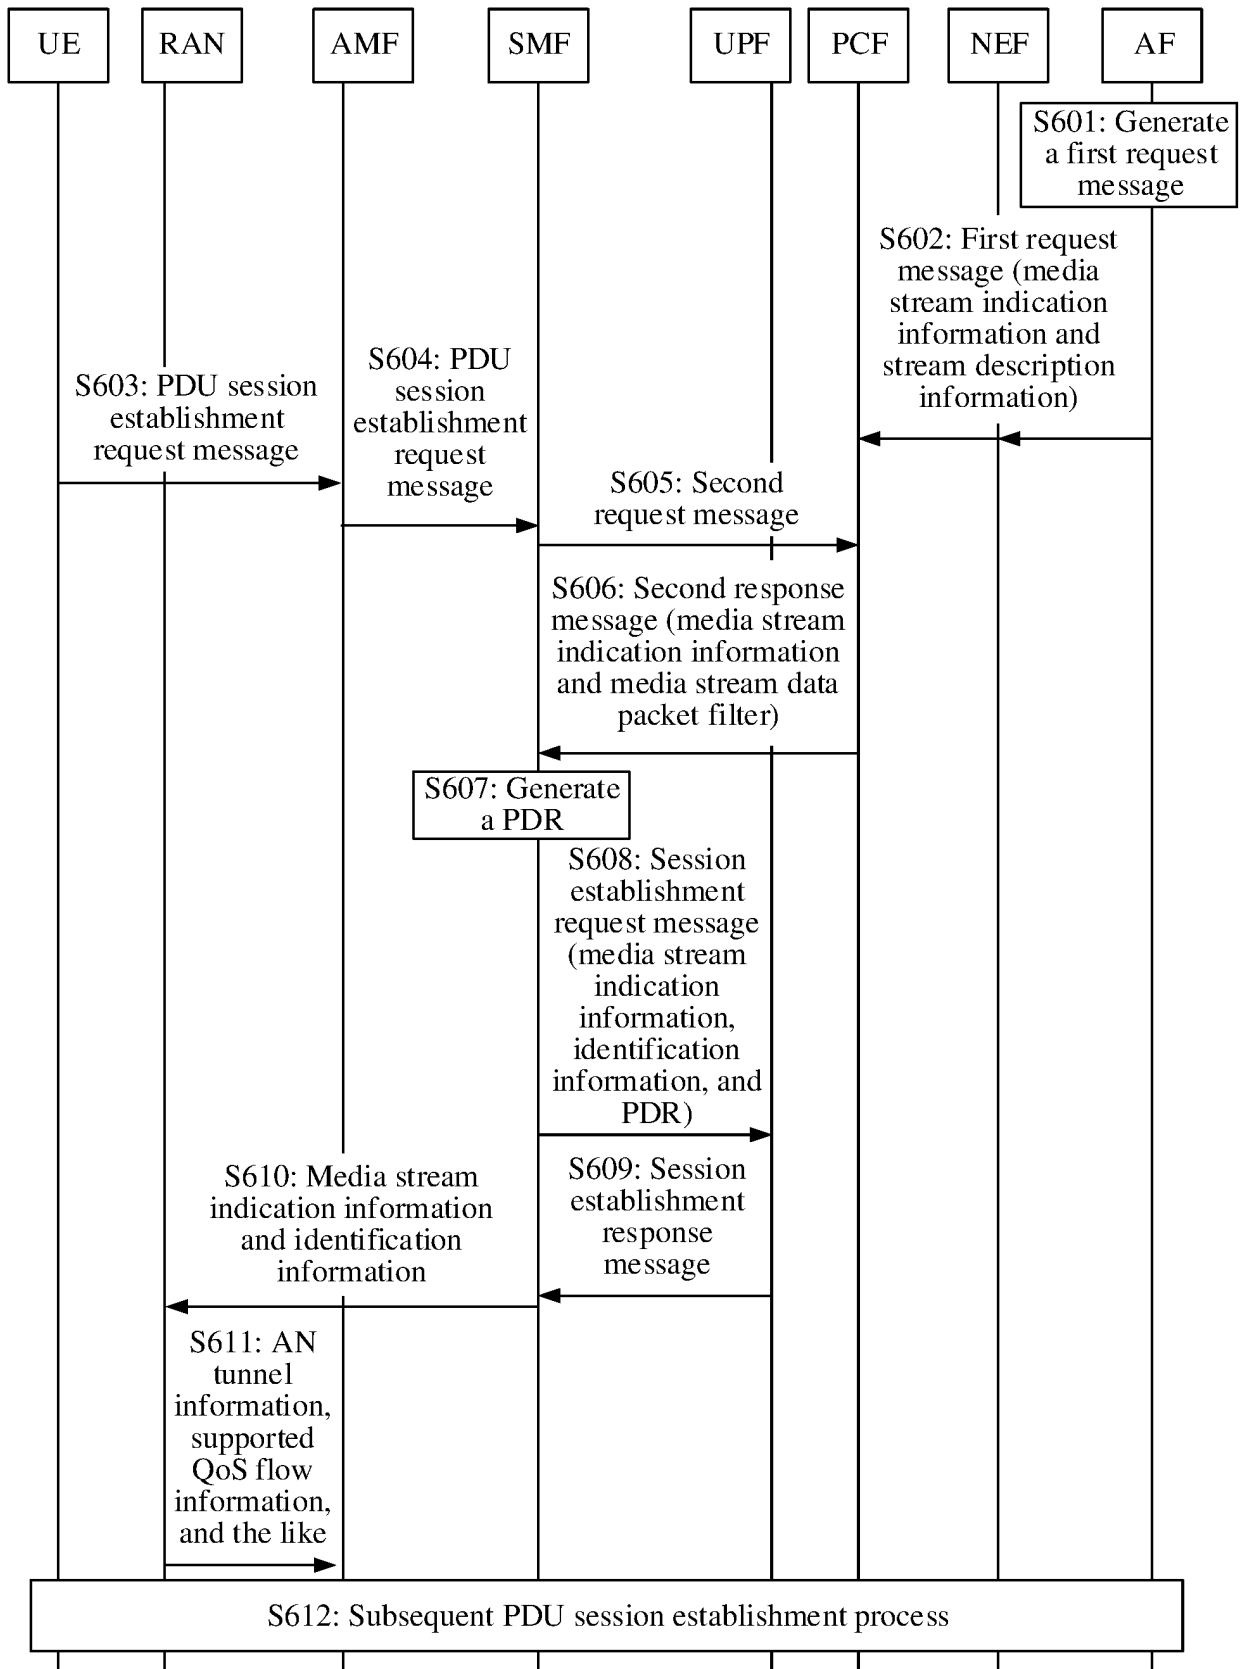 UE
RAN
AMF
SMF
UPF
PCF
NEF
AF
S601: Generate
a first request
message
S602: First request
message (media
stream indication
information and
stream description
information)
S603: PDU session
establishment
request message
S604: PDU
session
establishment
request
message
S605: Second
request message
S606: Second response
message (media stream
indication information
and media stream data
packet filter)
S607: Generate
a PDR
S608: Session
establishment
request message
(media stream
indication
information,
identification
information, and
PDR)
S609: Session
establishment
response
message
S610: Media stream
indication information
and identification
information
S611: AN
tunnel
information,
supported
QoS flow
information,
and the like
S612: Subsequent PDU session establishment process